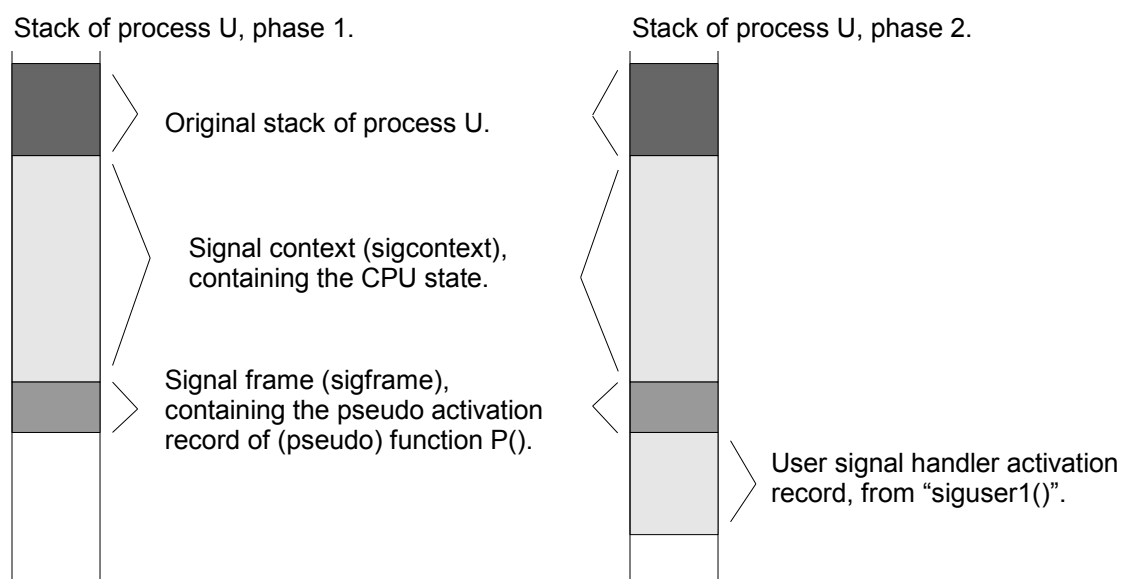 Stack of process U, phase 1.
Stack of process U, phase 2.
Original stack of process U.
Signal context (sigcontext),
containing the CPU state.
Signal frame (sigframe),
containing the pseudo activation
record of (pseudo) function P().
User signal handler activation
record, from “siguser1()”.